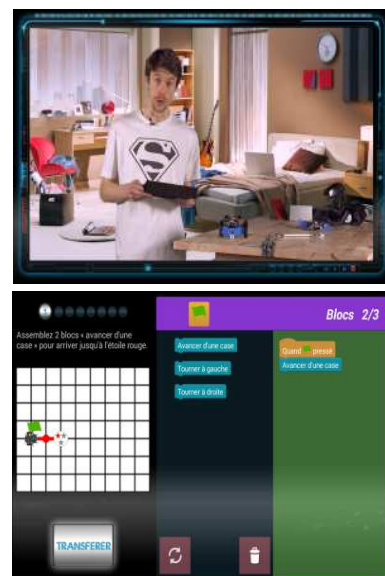 Blocs 2/3
Assemblez 2 blocs « avancer d'une
case » pour arriver jusqu'à l'étoile rouge.
Avancer d'une case
Tourner à gauche
Tourner à droite
Quand pressé
Avancer d'une case
TRANSFERER